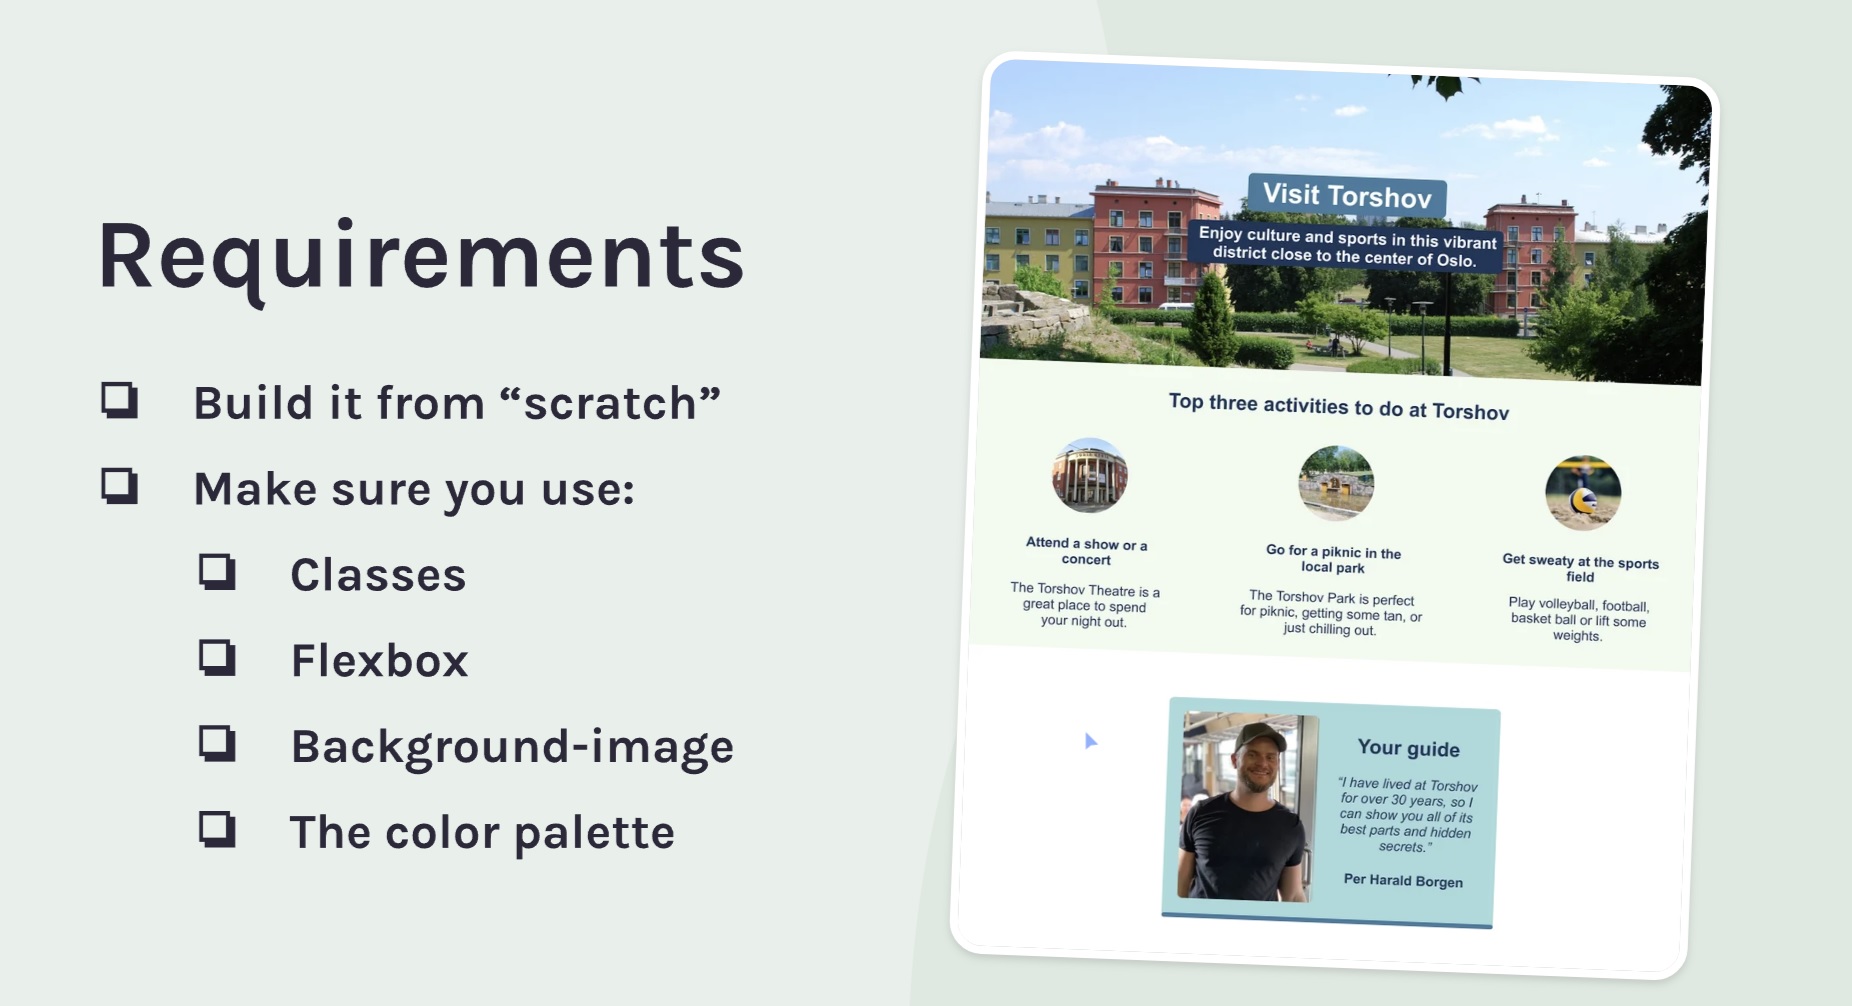 Requirements
Build it from “scratch”
Make sure you use:
Classes
Flexbox
Background-image
The color palette
Visit Torshov
Enjoy culture and sports in this vibrant
district close to the center of Oslo.
Top three activities to do at Torshov
Attend a show or a
concert
The Torshov Theatre is a
great place to spend
your night out.
Go for a piknic in the
local park
The Torshov Park is perfect
for piknic, getting some tan, or
just chilling out.
Get sweaty at the sports
field
Play volleyball, football,
basket ball or lift some
weights.
Your guide
“I have lived at Torshov
for over 30 years, so I
can show you all of its
best parts and hidden
secrets.”
Per Harald Borgen